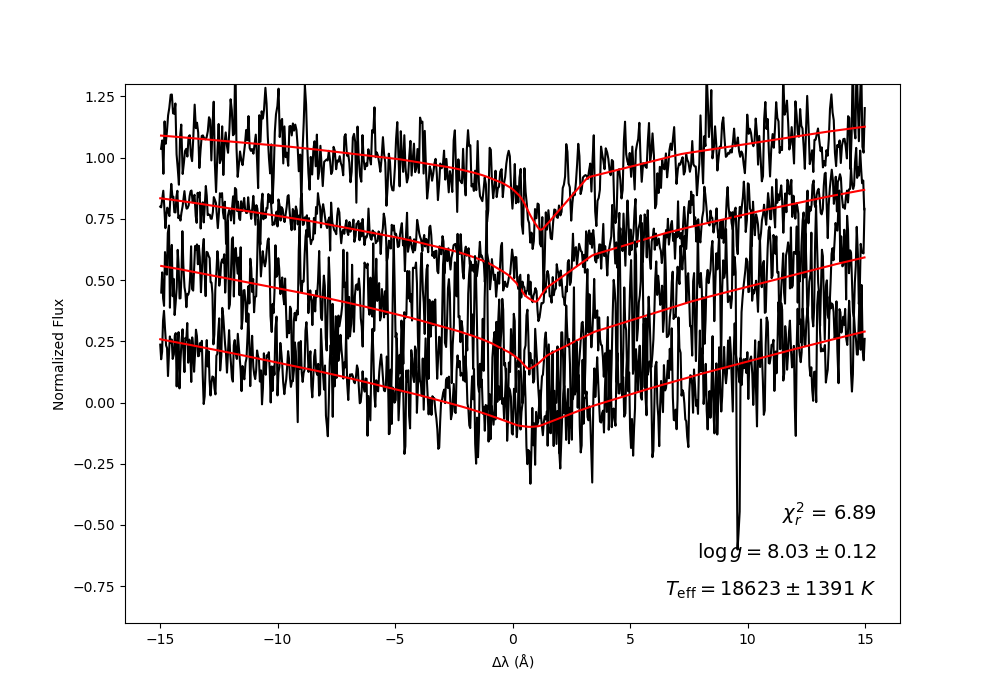 1.25
1.00
0.75
0.50
0.25
0.00
−0.25
−0.50
−0.75
Normalized Flux
χ_r^2 = 6.89
log g = 8.03 ± 0.12
T_eff = 18623 ± 1391 K
−15 −10 −5 0 5 10 15
Δλ (Å)